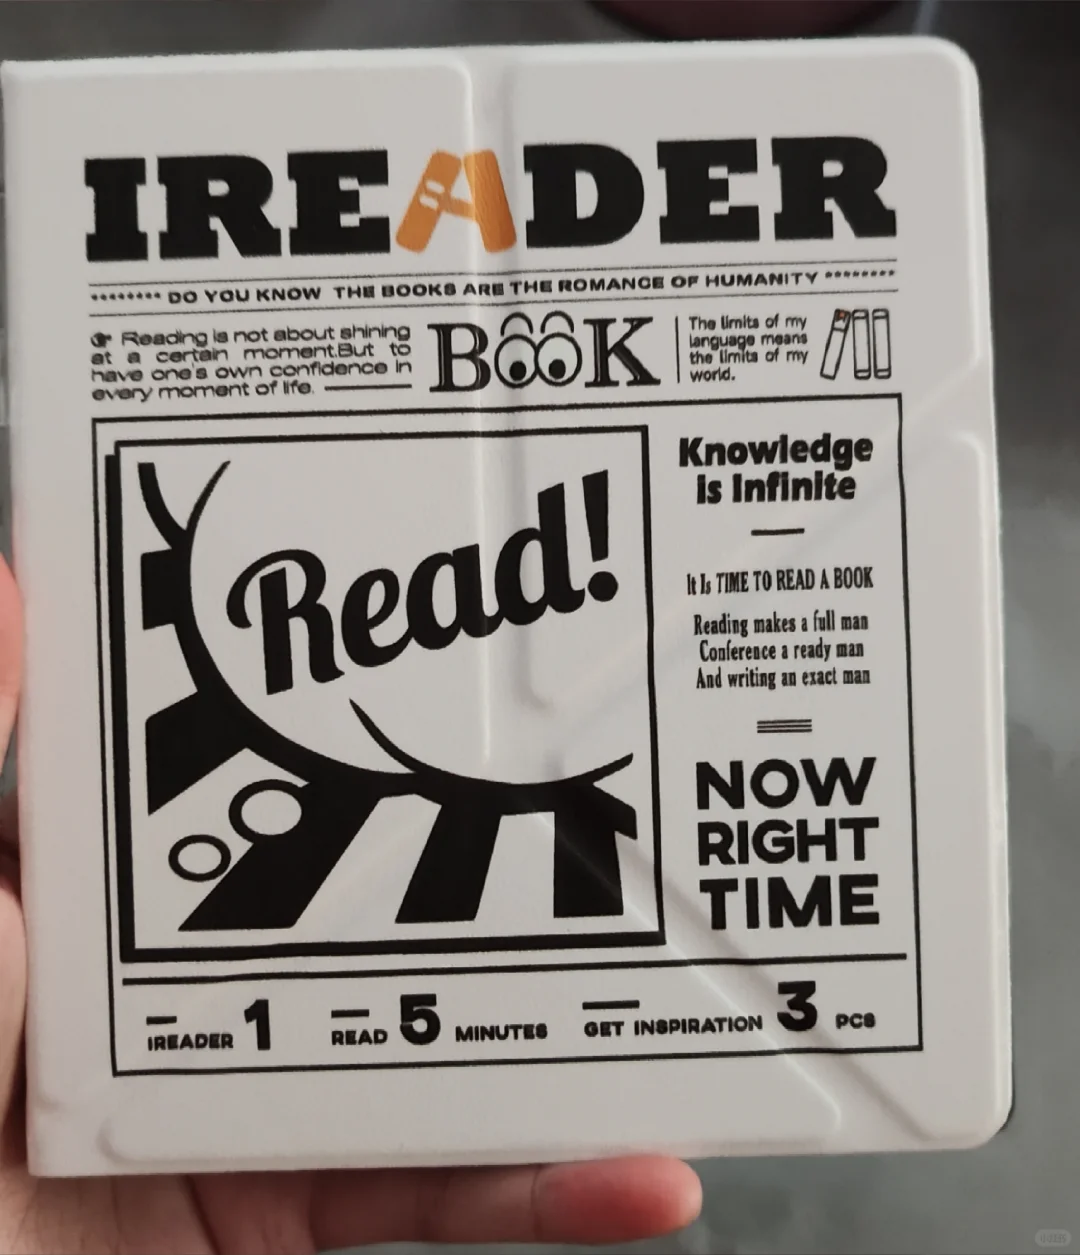 IREADER
DO YOU KNOW THE BOOKS ARE THE ROMANCE OF HUMANITY
Reading is not about shining
at a certain moment.But to
have one's own confidence in
every moment of life.
BOOK
The limits of my
language means
the limits of my
world.
Read!
Knowledge
is Infinite
It Is TIME TO READ A BOOK
Reading makes a full man
Conference a ready man
And writing an exact man
NOW
RIGHT
TIME
IREADER 1 READ 5 MINUTES GET INSPIRATION 3 PCS